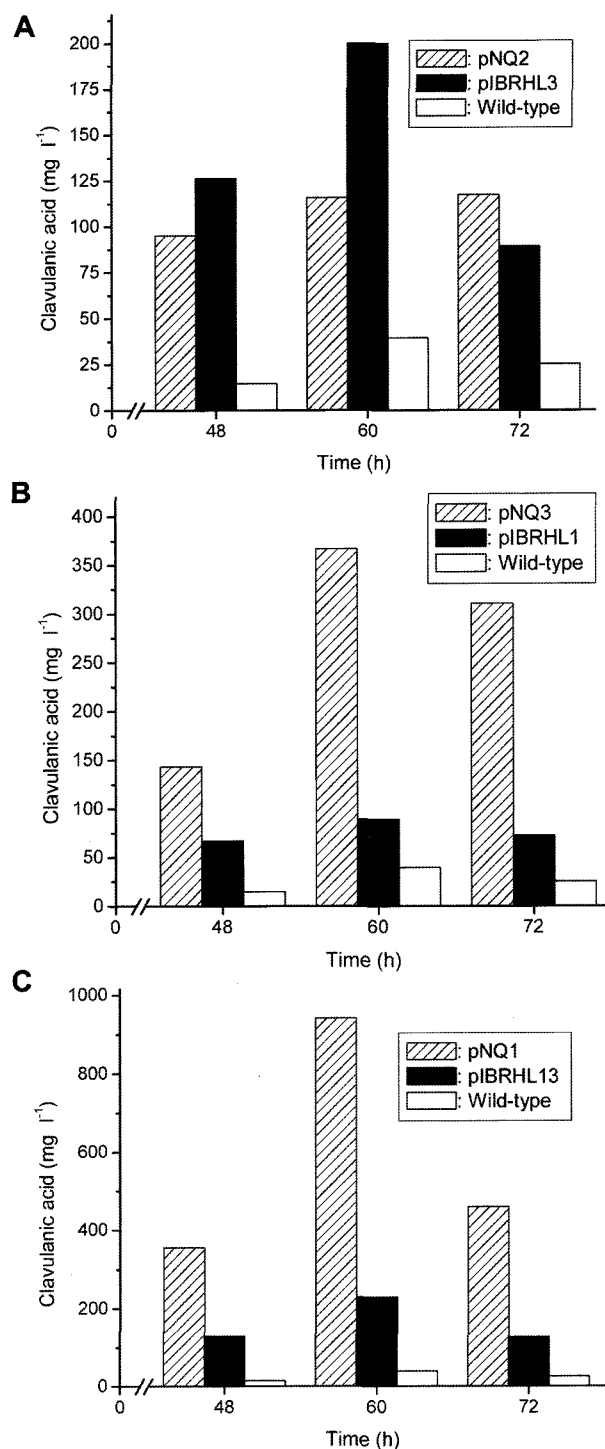 A
200
175
150
125
100
75
50
25
0
0
48
60
72
Clavulanic acid (mg l⁻¹)
Time (h)
: pNQ2
: pIBRHL3
: Wild-type
B
400
350
300
250
200
150
100
50
0
0
48
60
72
Clavulanic acid (mg l⁻¹)
Time (h)
: pNQ3
: pIBRHL1
: Wild-type
C
1000
800
600
400
200
0
0
48
60
72
Clavulanic acid (mg l⁻¹)
Time (h)
: pNQ1
: pIBRHL13
: Wild-type